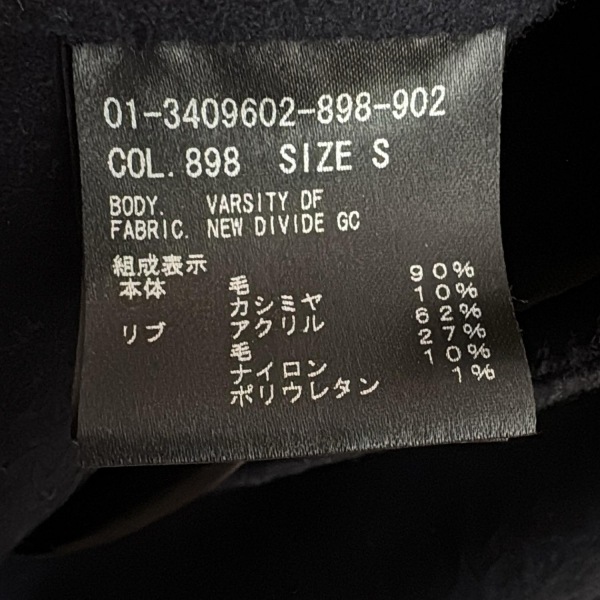 01-3409602-898-902
COL. 898 SIZE S
BODY. VARSITY DF
FABRIC. NEW DIVIDE GC
組成表示
本体 毛 90%
カシミヤ 10%
リブ アクリル 62%
毛 27%
ナイロン 10%
ポリウレタン 1%